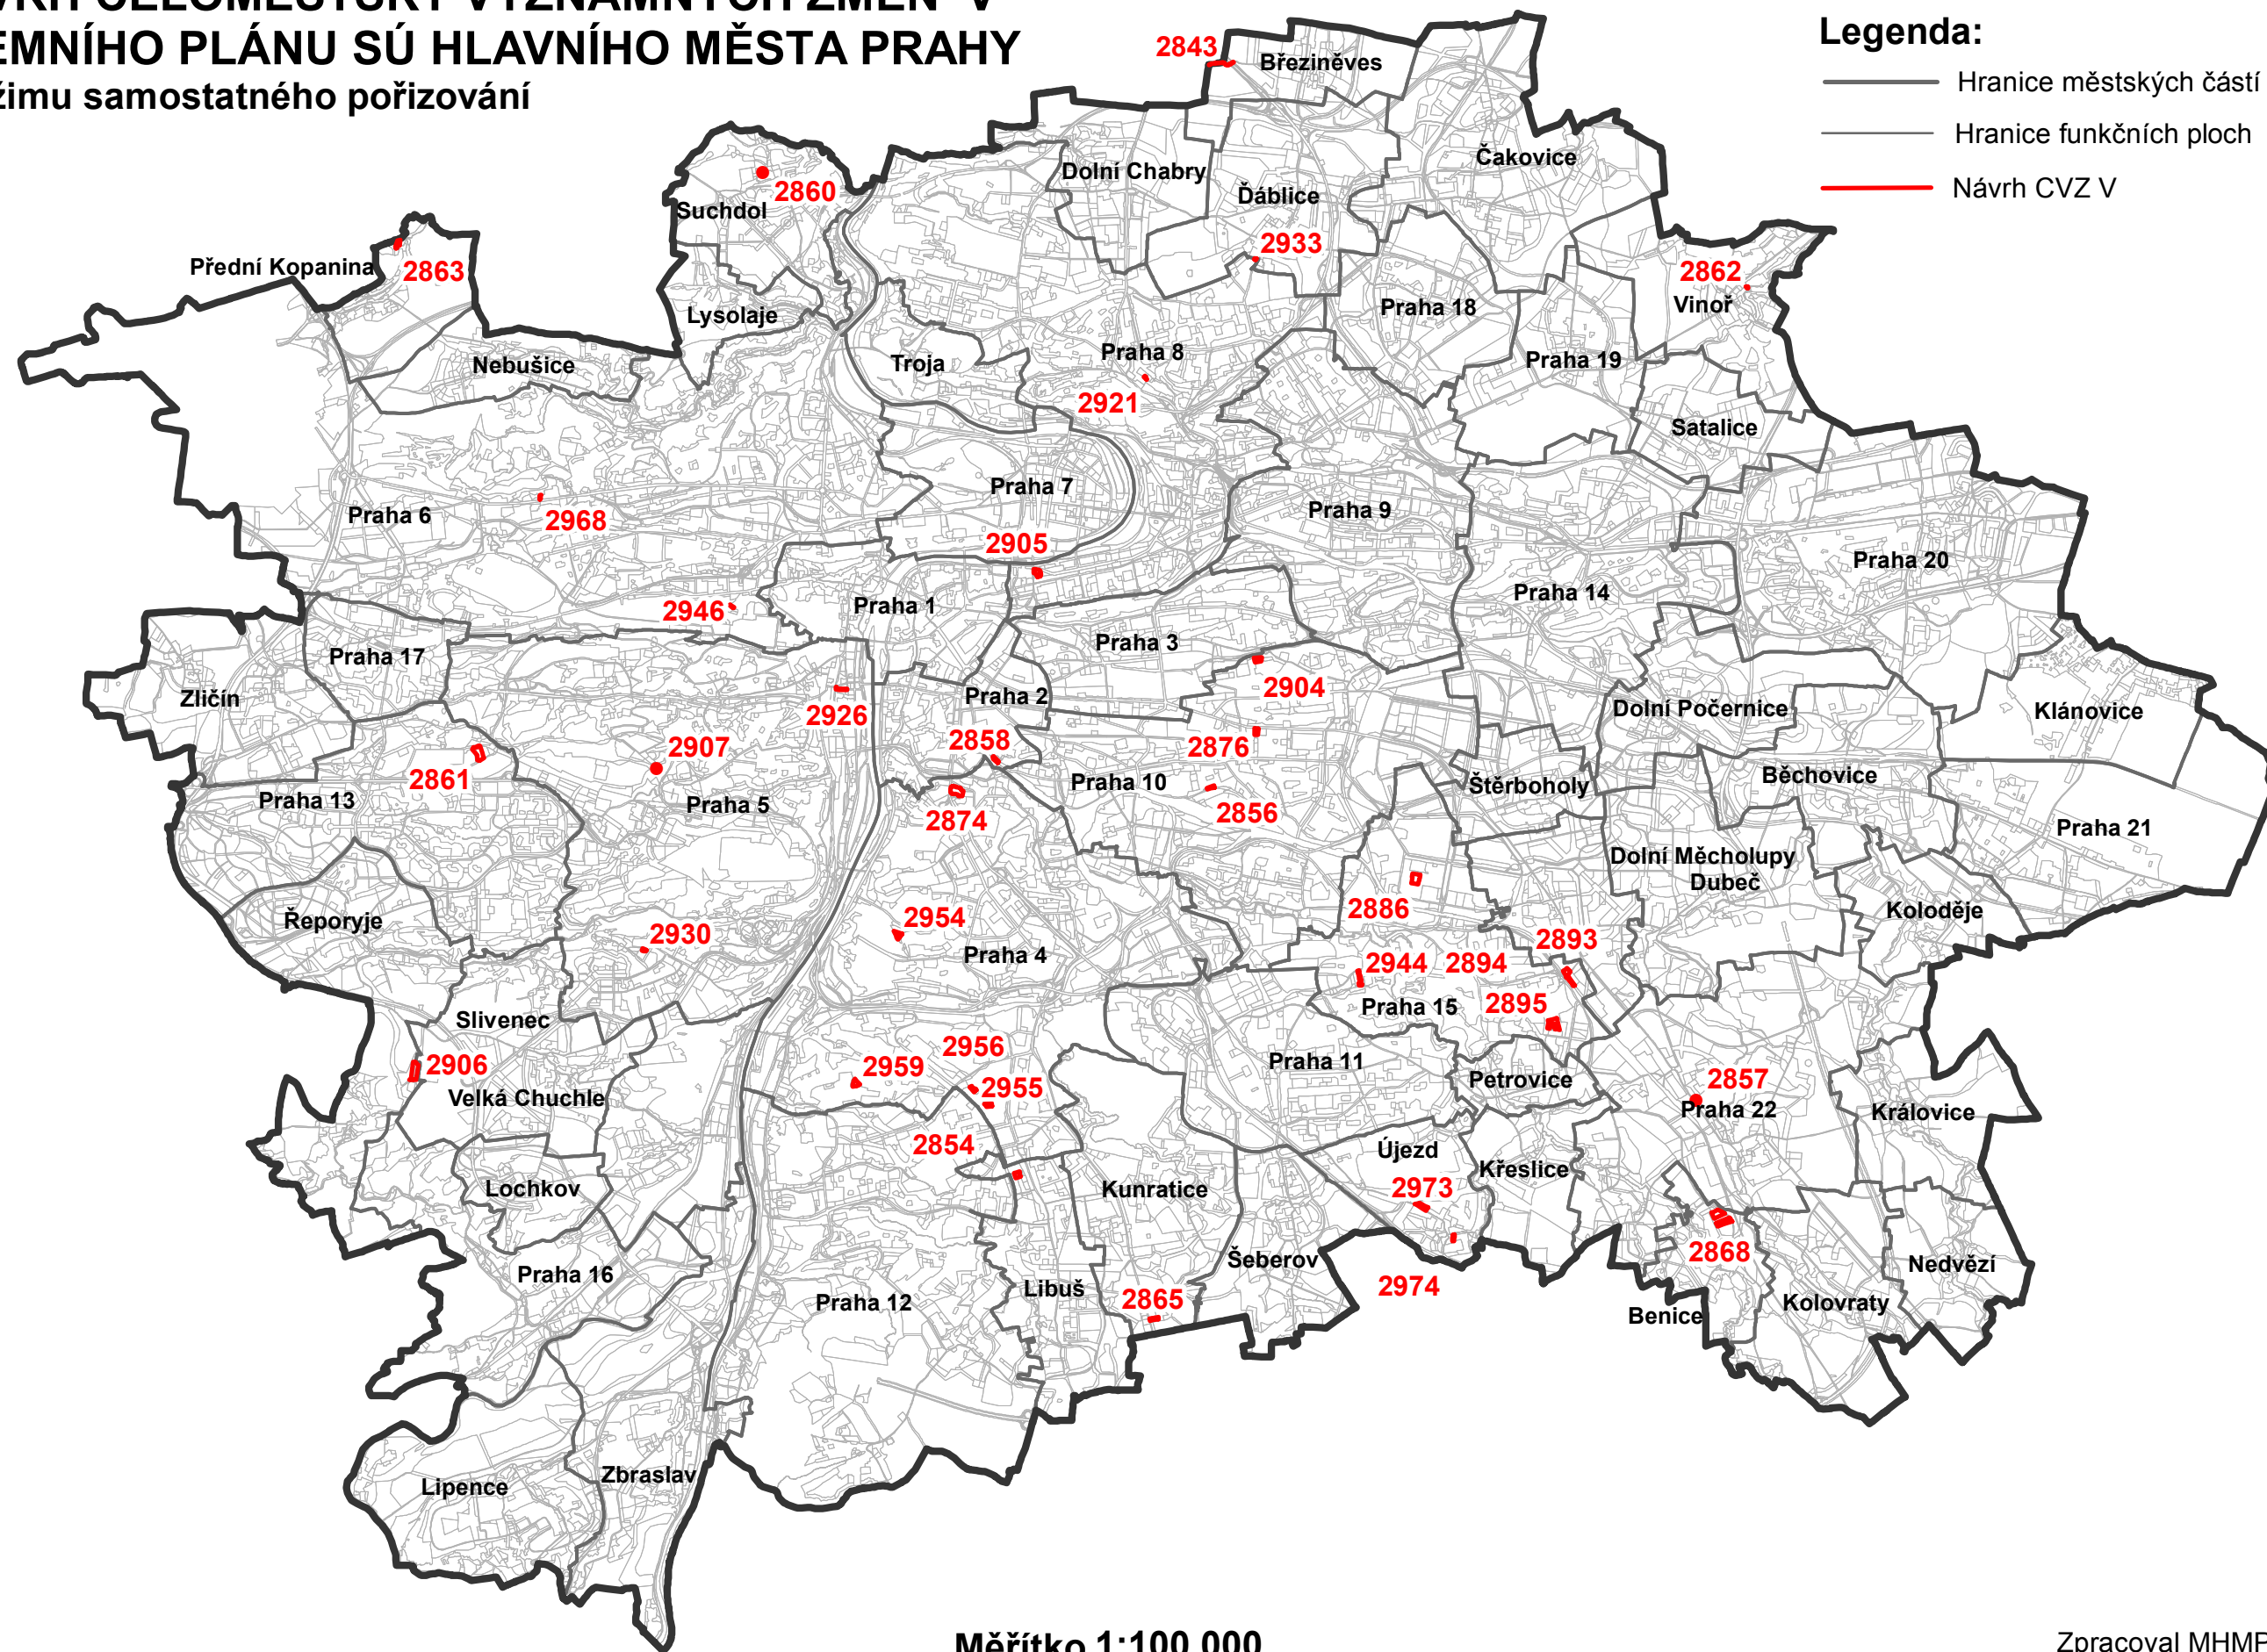 CELOMĚSTSKY VÝZNAMNÝCH ZMĚN V
PLÁNU SÚ HLAVNÍHO MĚSTA PRAHY
samostatného pořizování
Legenda:
Hranice městských částí
Hranice funkčních ploch
Návrh CVZ V
2843
Březiněves
Čakovice
Dolní Chabry
Ďáblice
2860
Suchdol
2933
Přední Kopanina
2863
2862
Vinoř
Lysolaje
Praha 18
Nebušice
Troja
Praha 8
Praha 19
2921
Satalice
Praha 7
Praha 9
Praha 6
2968
2905
Praha 20
Praha 14
2946
Praha 1
Praha 3
Praha 17
Zličín
2904
Praha 2
2926
Dolní Počernice
Klánovice
2907
2858
2876
2861
Běchovice
Praha 13
Praha 5
Praha 10
Štěrboholy
2874
2856
Praha 21
Dolní Měcholupy
Dubeč
2886
Koloděje
Řeporyje
2954
2930
2893
Praha 4
2944
2894
Praha 15
2895
Slivenec
2956
2906
2959
Praha 11
2955
Petrovice
2857
Velká Chuchle
Praha 22
Královice
2854
Újezd
Křeslice
Lochkov
Kunratice
2973
2868
Šeberov
Nedvězí
Praha 16
2974
Libuš
2865
Praha 12
Benice
Kolovraty
Zbraslav
Lipence
Měřítko 1:100 000
Zpracoval MHMP